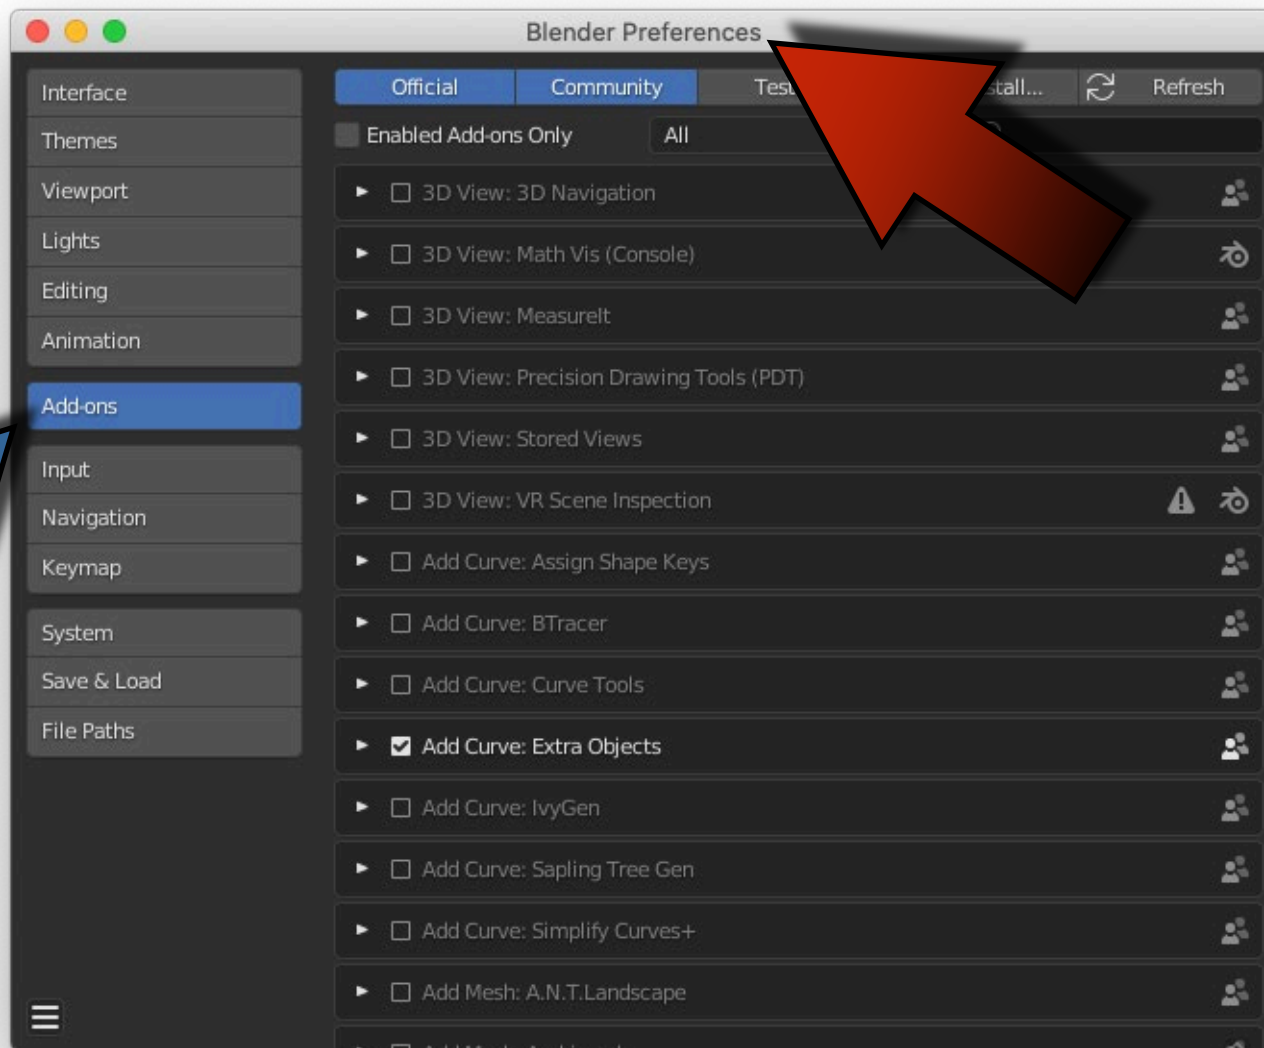 Blender Preferences
Interface
Themes
Viewport
Lights
Editing
Animation
Add-ons
Input
Navigation
Keymap
System
Save & Load
File Paths
Official Community Refresh
Enabled Add-ons Only All
3D View: 3D Navigation
3D View: Math Vis (Console)
3D View: MeasureIt
3D View: Precision Drawing Tools (PDT)
3D View: Stored Views
3D View: VR Scene Inspection
Add Curve: Assign Shape Keys
Add Curve: BTracer
Add Curve: Curve Tools
Add Curve: Extra Objects
Add Curve: IvyGen
Add Curve: Sapling Tree Gen
Add Curve: Simplify Curves+
Add Mesh: A.N.T.Landscape